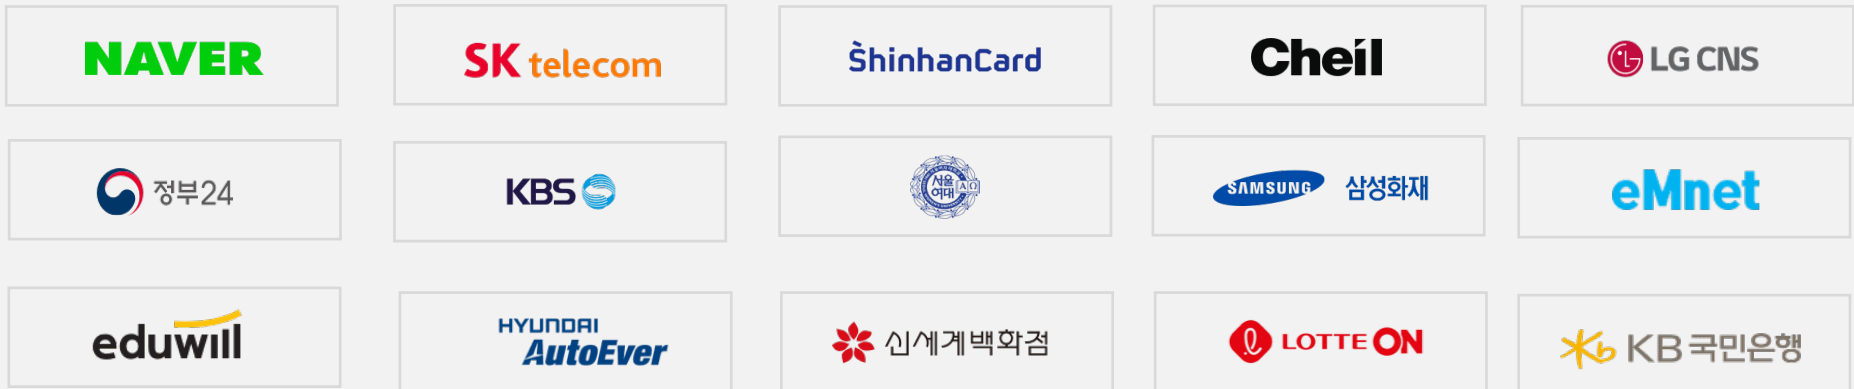 NAVER
SK telecom
ShinhanCard
Cheil
LG CNS
정부24
KBS
서울
여대
ΑΩ
SAMSUNG 삼성화재
eMnet
eduwill
HYUNDAI
AutoEver
신세계백화점
LOTTE ON
Kb KB국민은행